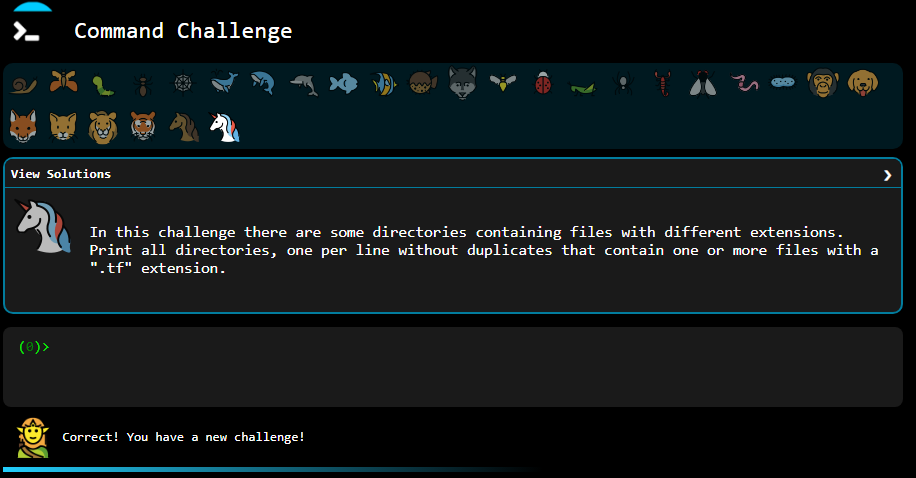 Command Challenge
View Solutions
In this challenge there are some directories containing files with different extensions.
Print all directories, one per line without duplicates that contain one or more files with a
".tf" extension.
(0)>
Correct! You have a new challenge!